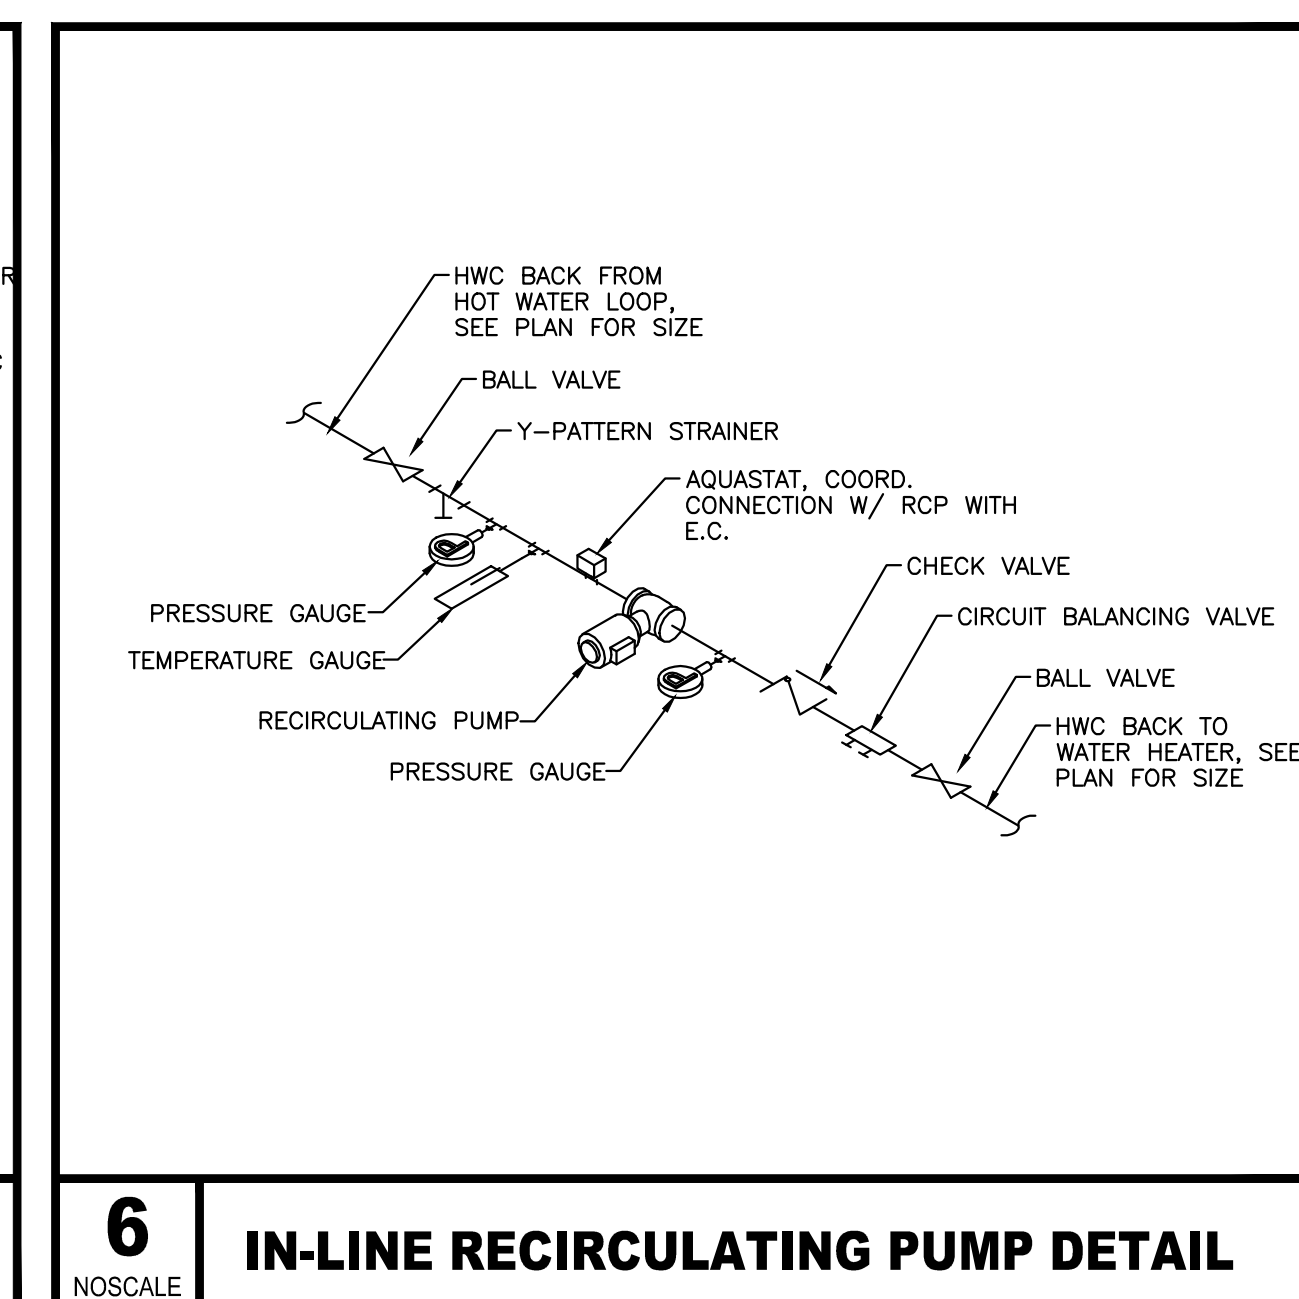 R
HWC BACK FROM
HOT WATER LOOP,
SEE PLAN FOR SIZE
BALL VALVE
Y-PATTERN STRAINER
AQUASTAT, COORD.
CONNECTION W/ RCP WITH
E.C.
CHECK VALVE
PRESSURE GAUGE
CIRCUIT BALANCING VALVE
TEMPERATURE GAUGE
BALL VALVE
RECIRCULATING PUMP
HWC BACK TO
WATER HEATER, SEE
PLAN FOR SIZE
PRESSURE GAUGE
6
NOSCALE
IN-LINE RECIRCULATING PUMP DETAIL